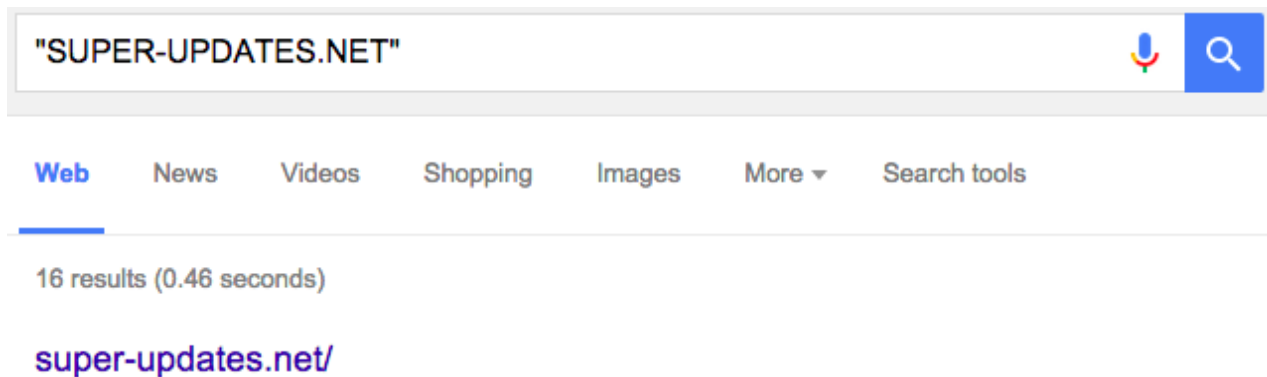 "SUPER-UPDATES.NET"
Web News Videos Shopping Images More Search tools
16 results (0.46 seconds)
super-updates.net/